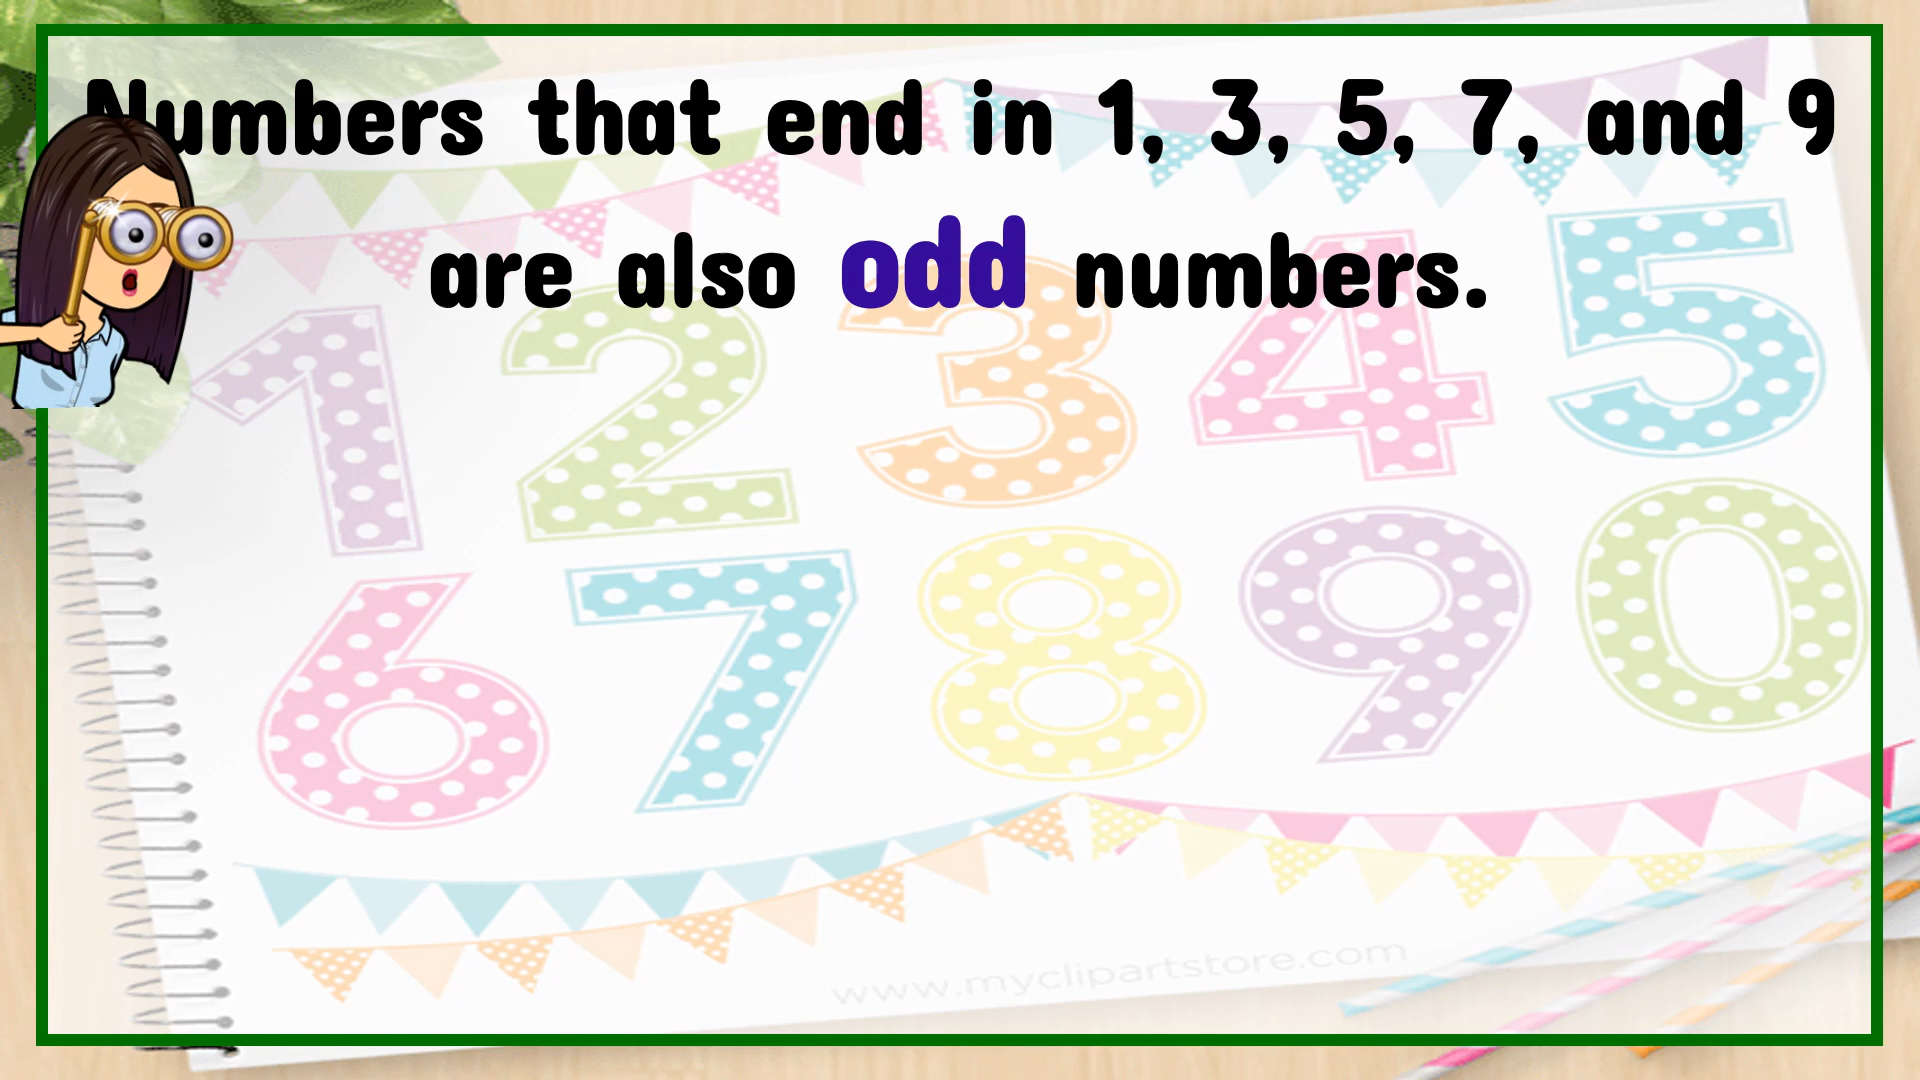 Numbers that end in 1, 3, 5, 7, and 9
are also odd numbers.
1 2 3 4 5
6 7 8 9 0
www.myclipartstore.com